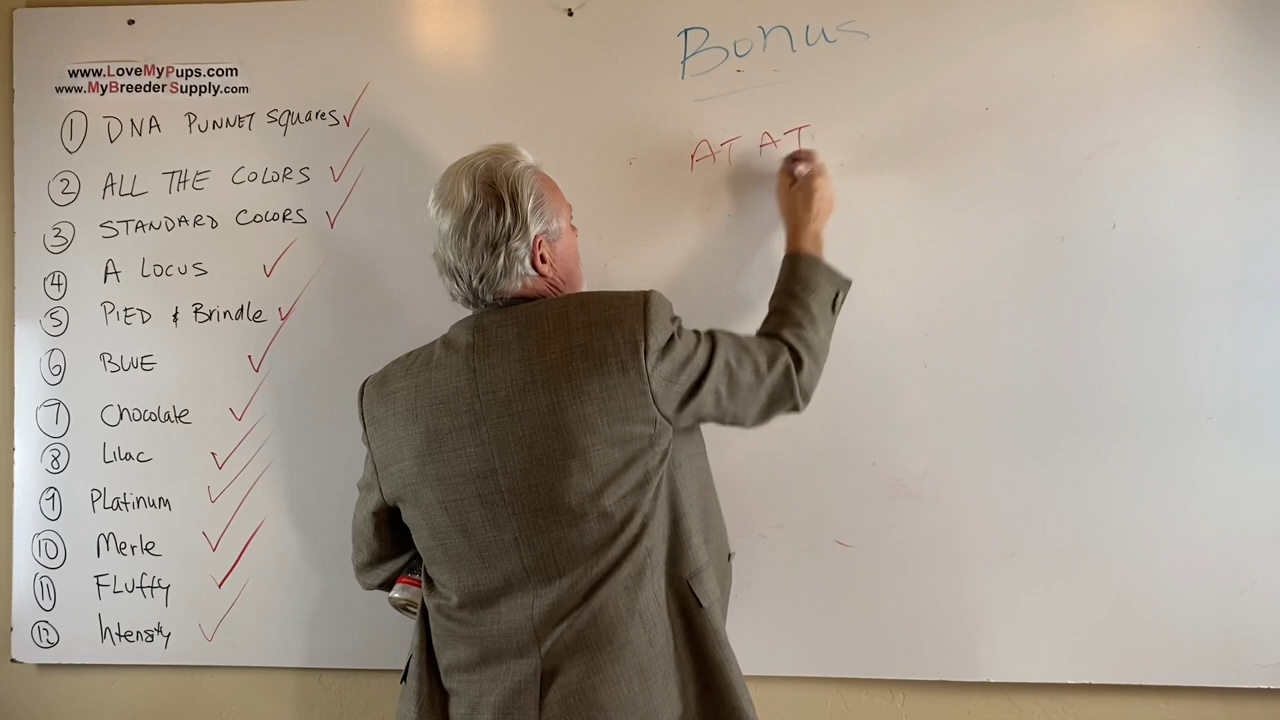 www.LoveMyPups.com
www.MyBreederSupply.com
1 DNA PUNNET Squares ✓
2 ALL THE COLORS ✓
3 STANDARD COLORS ✓
4 A LOCUS ✓
5 PIED & Brindle ✓
6 BLUE ✓
7 Chocolate ✓
8 Lilac ✓
9 PLatinum ✓
10 Merle ✓
11 FLuffy ✓
12 Intensity ✓
Bonus
AT AT